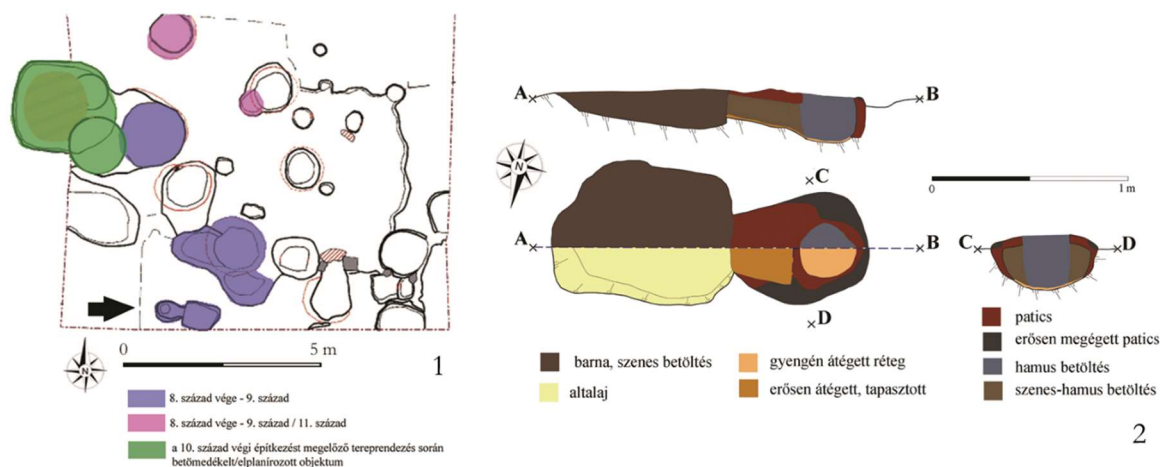 N
0
5 m
1
8. század vége - 9. század
8. század vége - 9. század / 11. század
a 10. század végi építkezést megelőző tereprendezés során
betömedékelt/elplanírozott objektum
A
B
N
C
0
1 m
A
B
C
D
D
barna, szenes betöltés
altalaj
gyengén átégett réteg
erősen átégett, tapasztott
patics
erősen megégett patics
hamus betöltés
szenes-hamus betöltés
2